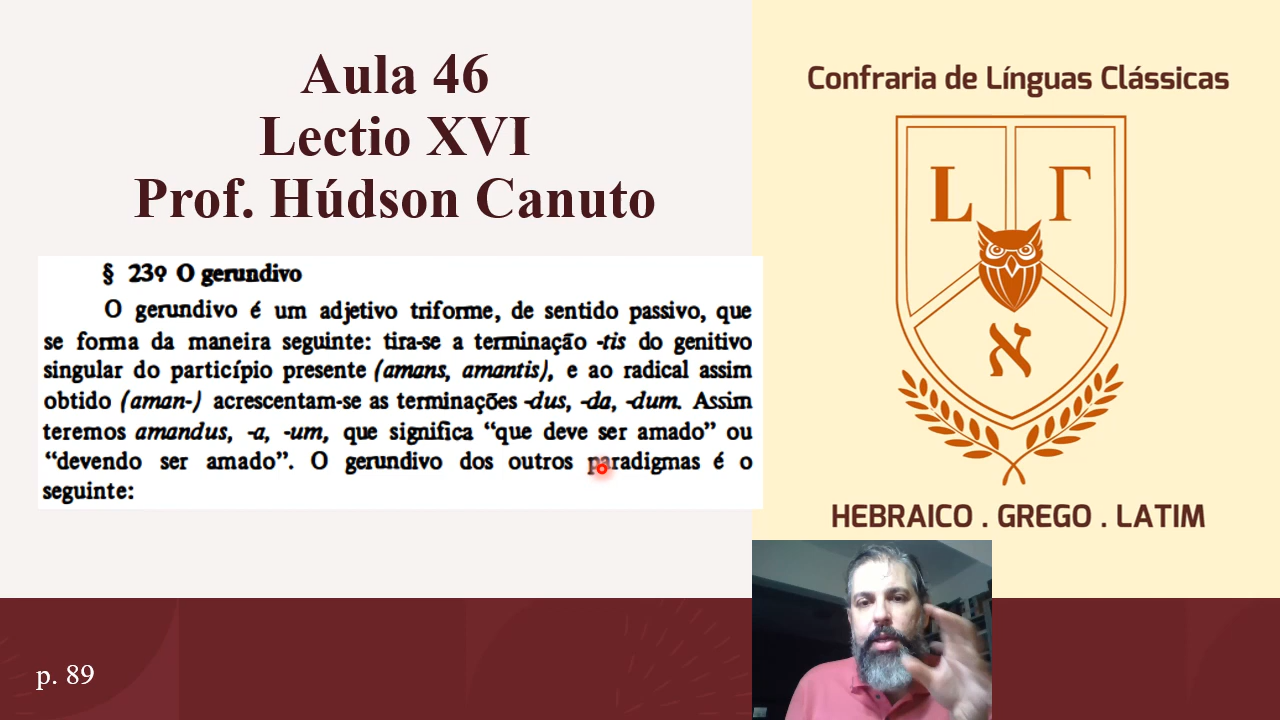 Aula 46
Lectio XVI
Prof. Húdson Canuto
§ 23º O gerundivo
O gerundivo é um adjetivo triforme, de sentido passivo, que
se forma da maneira seguinte: tira-se a terminação -tis do genitivo
singular do particípio presente (amans, amantis), e ao radical assim
obtido (aman-) acrescentam-se as terminações -dus, -da, -dum. Assim
teremos amandus, -a, -um, que significa “que deve ser amado” ou
“devendo ser amado”. O gerundivo dos outros paradigmas é o
seguinte:
p. 89
Confraria de Línguas Clássicas
L Γ
א
HEBRAICO . GREGO . LATIM